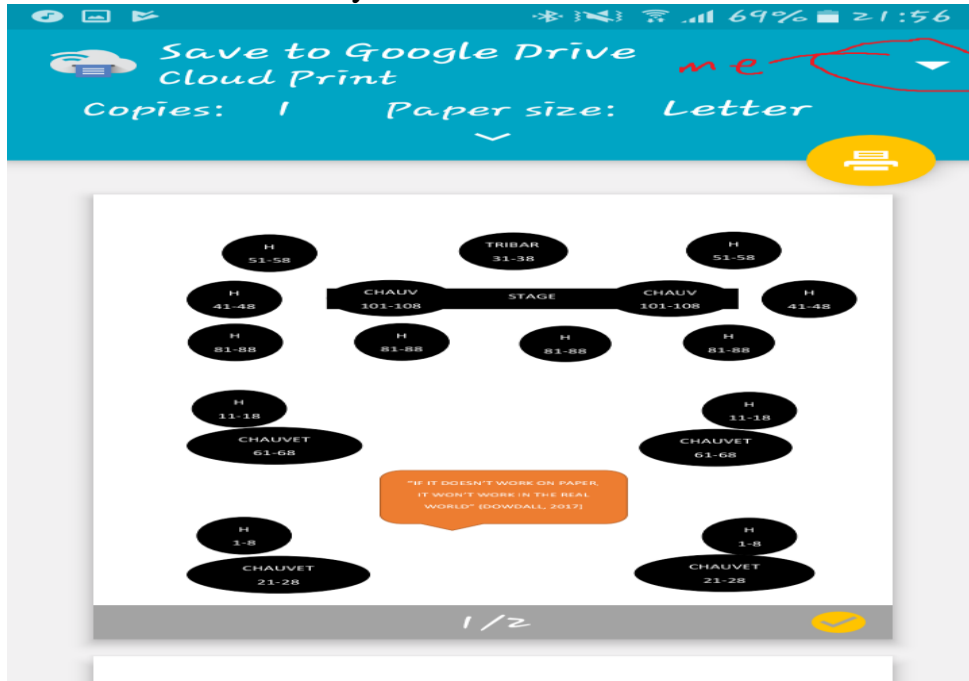 69% 21:56
Save to Google Drive
Cloud Print
me
Copies: 1 Paper size: Letter
H TRIBAR H
51-58 31-38 51-58
H CHAUV STAGE CHAUV H
41-48 101-108 101-108 41-48
H H H H
81-88 81-88 81-88 81-88
H H
11-18 11-18
CHAUVET CHAUVET
61-68 61-68
"IF IT DOESN'T WORK ON PAPER,
IT WON'T WORK IN THE REAL
WORLD" (DOWDALL, 2017)
H H
1-8 1-8
CHAUVET CHAUVET
21-28 21-28
1/2